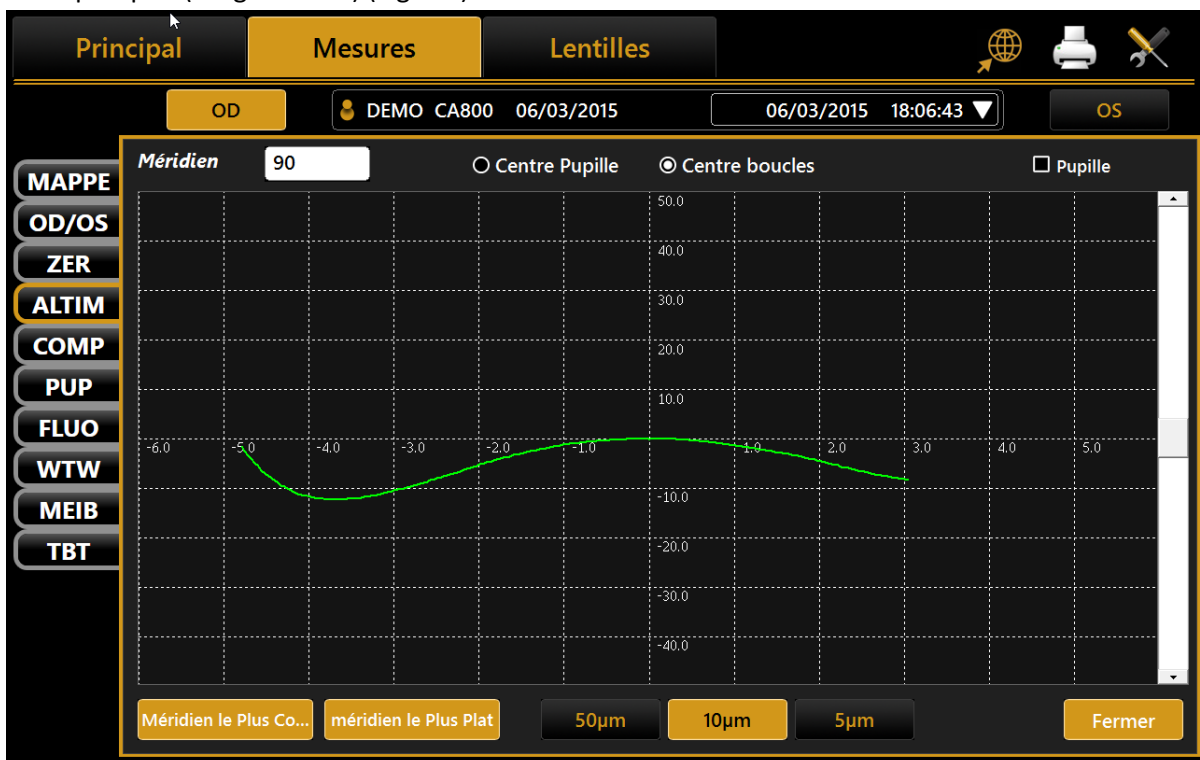 Principal Mesures Lentilles
OD DEMO CA800 06/03/2015 06/03/2015 18:06:43 OS
Méridien 90 Centre Pupille Centre boucles Pupille
MAPPE
OD/OS
ZER
ALTIM
COMP
PUP
FLUO
WTW
MEIB
TBT
50.0
40.0
30.0
20.0
10.0
-6.0 -5.0 -4.0 -3.0 -2.0 -1.0 1.0 2.0 3.0 4.0 5.0
-10.0
-20.0
-30.0
-40.0
Méridien le Plus Co... méridien le Plus Plat 50µm 10µm 5µm Fermer